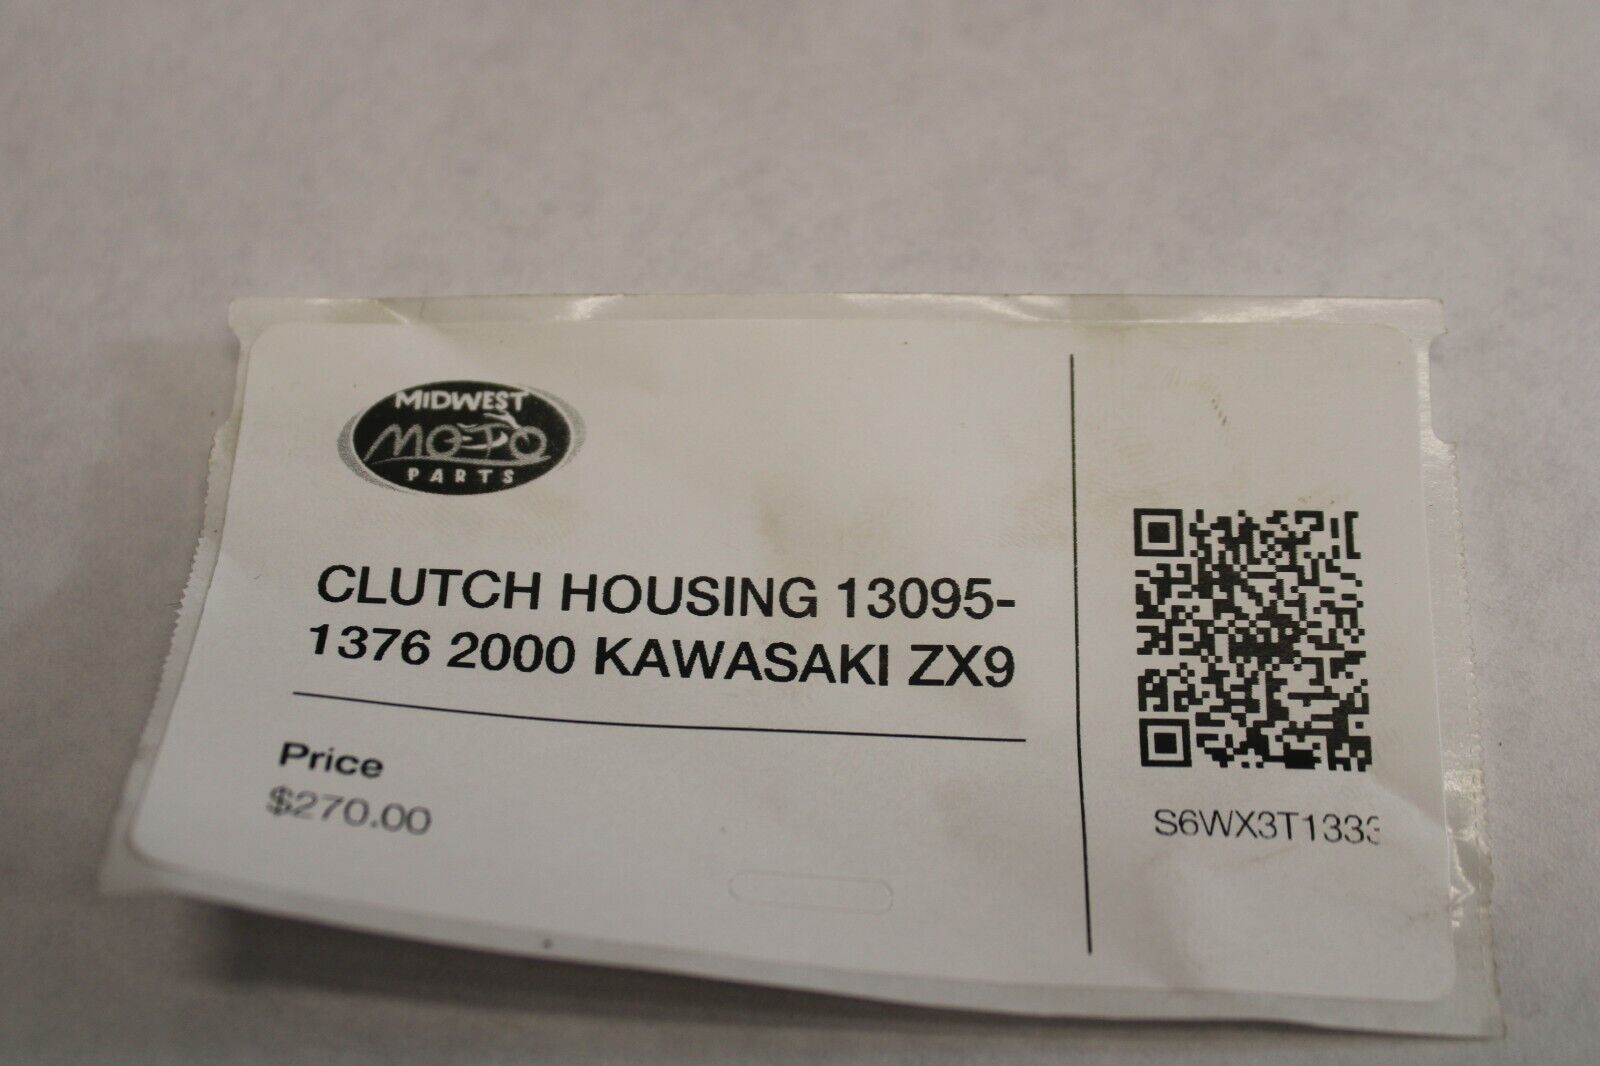 MIDWEST
MOTO
PARTS
CLUTCH HOUSING 13095-
1376 2000 KAWASAKI ZX9
Price
$270.00
S6WX3T1333